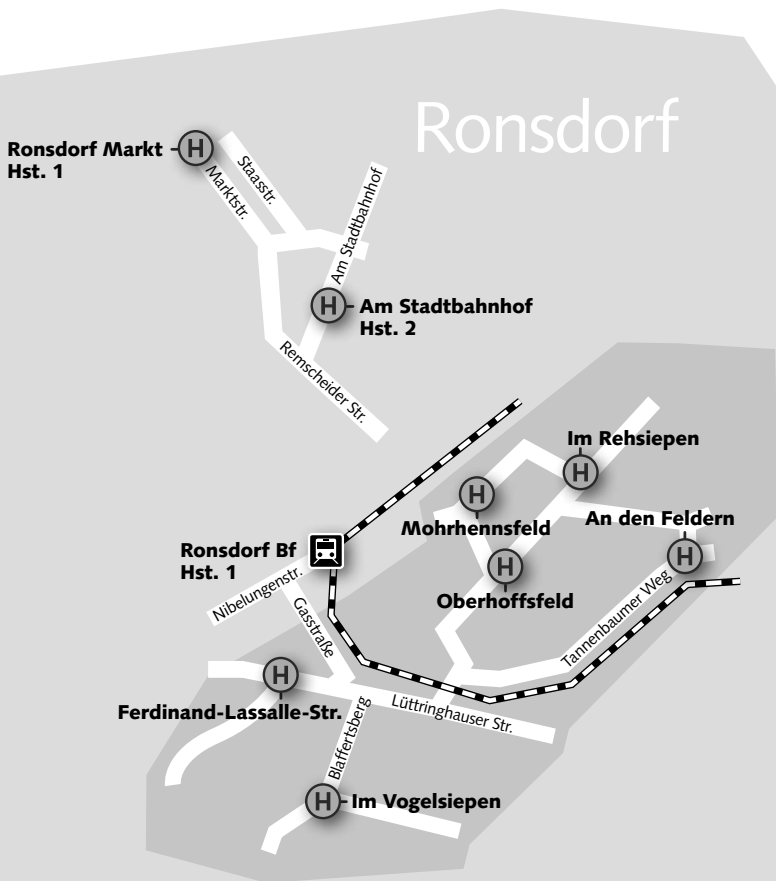 Ronsdorf
Ronsdorf Markt
Hst. 1
H
Staasstr.
Marktstr.
Am Stadtbahnhof
H
Am Stadtbahnhof
Hst. 2
Remscheider Str.
Im Rehsiepen
H
H
Mohrhennsfeld
An den Feldern
H
Ronsdorf Bf
Hst. 1
Nibelungenstr.
H
Oberhoffsfeld
Gasstraße
Tannenbaumer Weg
H
Ferdinand-Lassalle-Str.
Lüttringhauser Str.
Blaffertsberg
H
Im Vogelsiepen